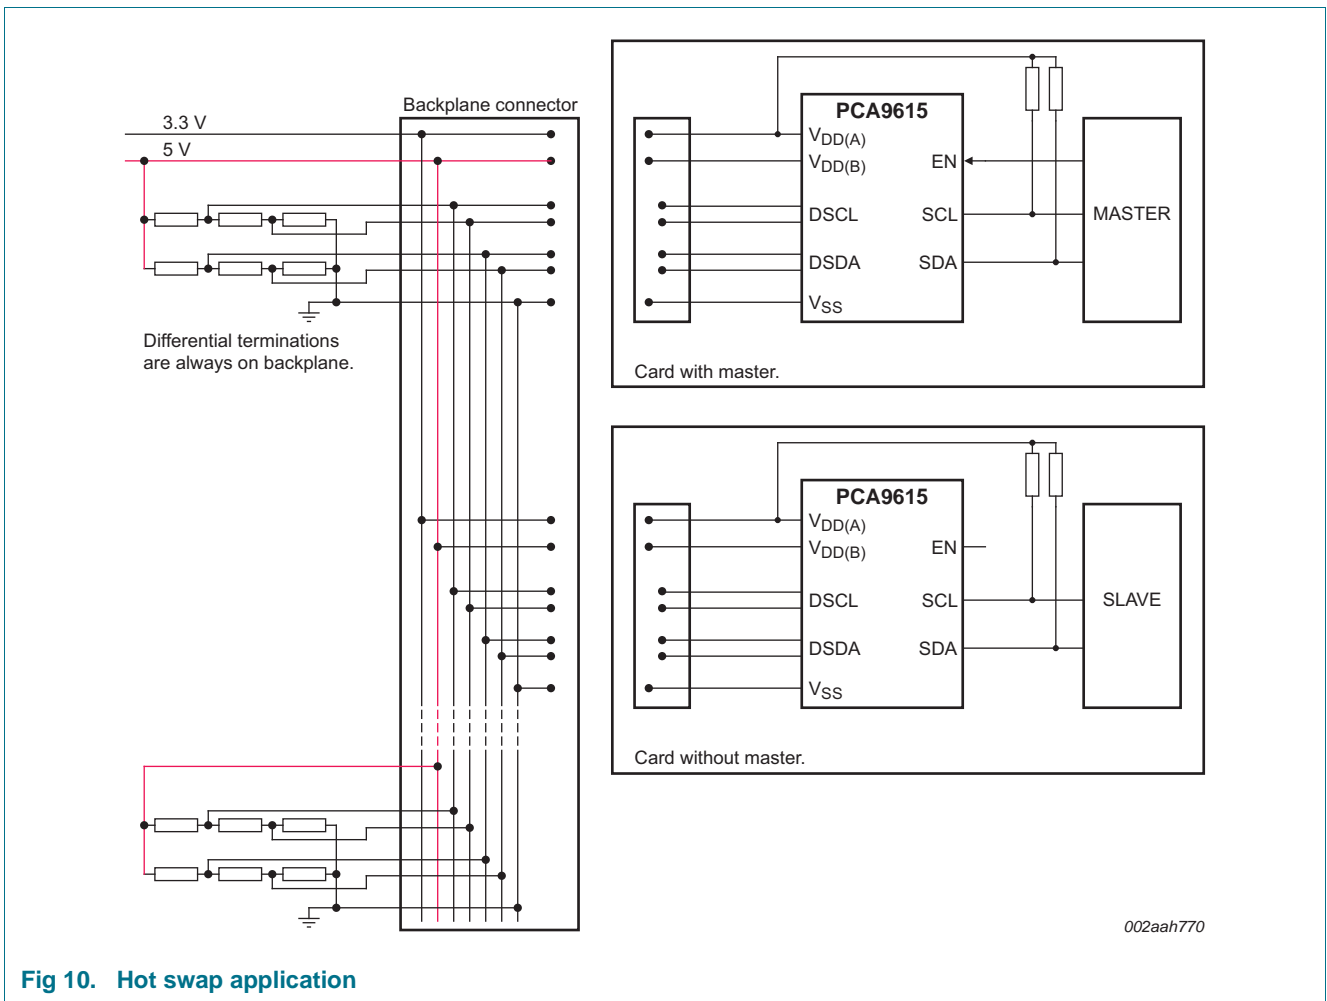 Backplane connector
3.3 V
5 V
Differential terminations
are always on backplane.
PCA9615
VDD(A)
VDD(B)
EN
DSCL
SCL
DSDA
SDA
VSS
MASTER
Card with master.
PCA9615
VDD(A)
VDD(B)
EN
DSCL
SCL
DSDA
SDA
VSS
SLAVE
Card without master.
002aah770
Fig 10. Hot swap application